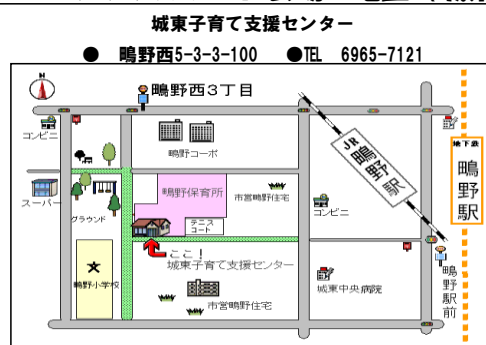 城東子育て支援センター
● 鴫野西5-3-3-100 ●TEL 6965-7121
N
鴫野西3丁目
コンビニ
鴫野コーポ
JR
鴫野駅
地下鉄
鴫野駅
スーパー
グラウンド
鴫野保育所
市営鴫野住宅
テニス
コート
コンビニ
ここ！
城東子育て支援センター
鴫野小学校
市営鴫野住宅
城東中央病院
鴫野駅前